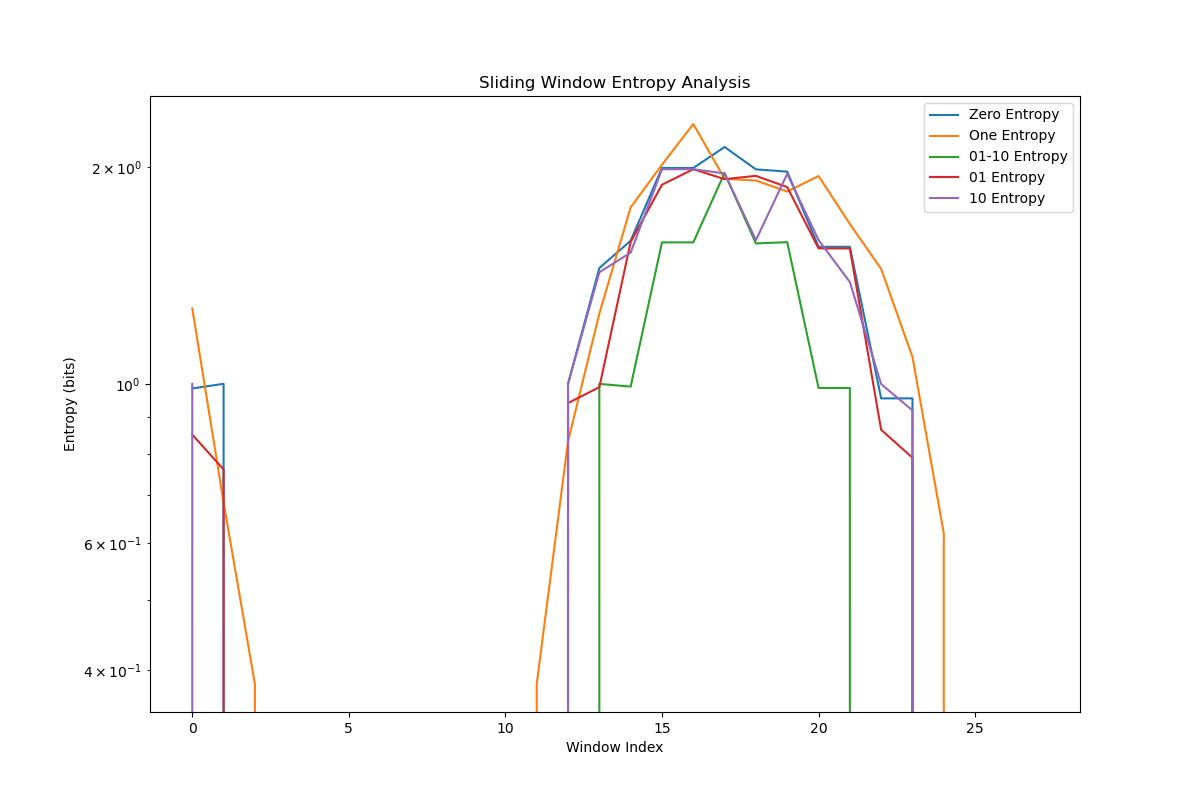 Sliding Window Entropy Analysis
Zero Entropy
One Entropy
01-10 Entropy
01 Entropy
10 Entropy
Entropy (bits)
2 × 10⁰
10⁰
6 × 10⁻¹
4 × 10⁻¹
0 5 10 15 20 25
Window Index